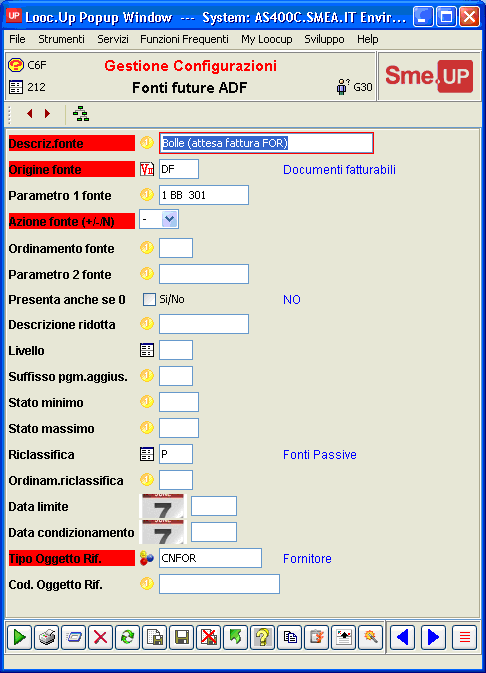 UP Looc.Up Popup Window --- System: AS400C.SMEA.IT Envir...
File Strumenti Servizi Funzioni Frequenti My Loocup Sviluppo Help
C6F Gestione Configurazioni
212 Fonti future ADF G30
Sme.UP
Descriz.fonte Bolle (attesa fattura FOR)
Origine fonte DF Documenti fatturabili
Parametro 1 fonte 1 BB 301
Azione fonte (+/-/N) -
Ordinamento fonte
Parametro 2 fonte
Presenta anche se 0 Si/No NO
Descrizione ridotta
Livello
Suffisso pgm.aggius.
Stato minimo
Stato massimo
Riclassifica P Fonti Passive
Ordinam.riclassifica
Data limite 7
Data condizionamento 7
Tipo Oggetto Rif. CNFOR Fornitore
Cod. Oggetto Rif.